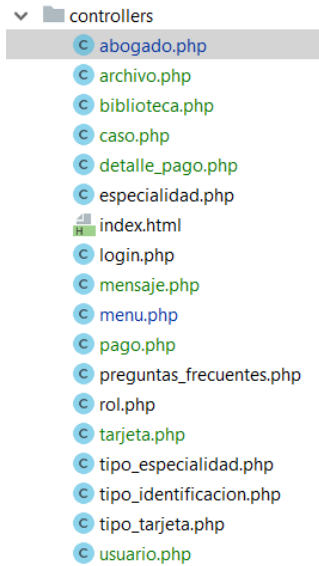 controllers
C abogado.php
C archivo.php
C biblioteca.php
C caso.php
C detalle_pago.php
C especialidad.php
H index.html
C login.php
C mensaje.php
C menu.php
C pago.php
C preguntas_frecuentes.php
C rol.php
C tarjeta.php
C tipo_especialidad.php
C tipo_identificacion.php
C tipo_tarjeta.php
C usuario.php